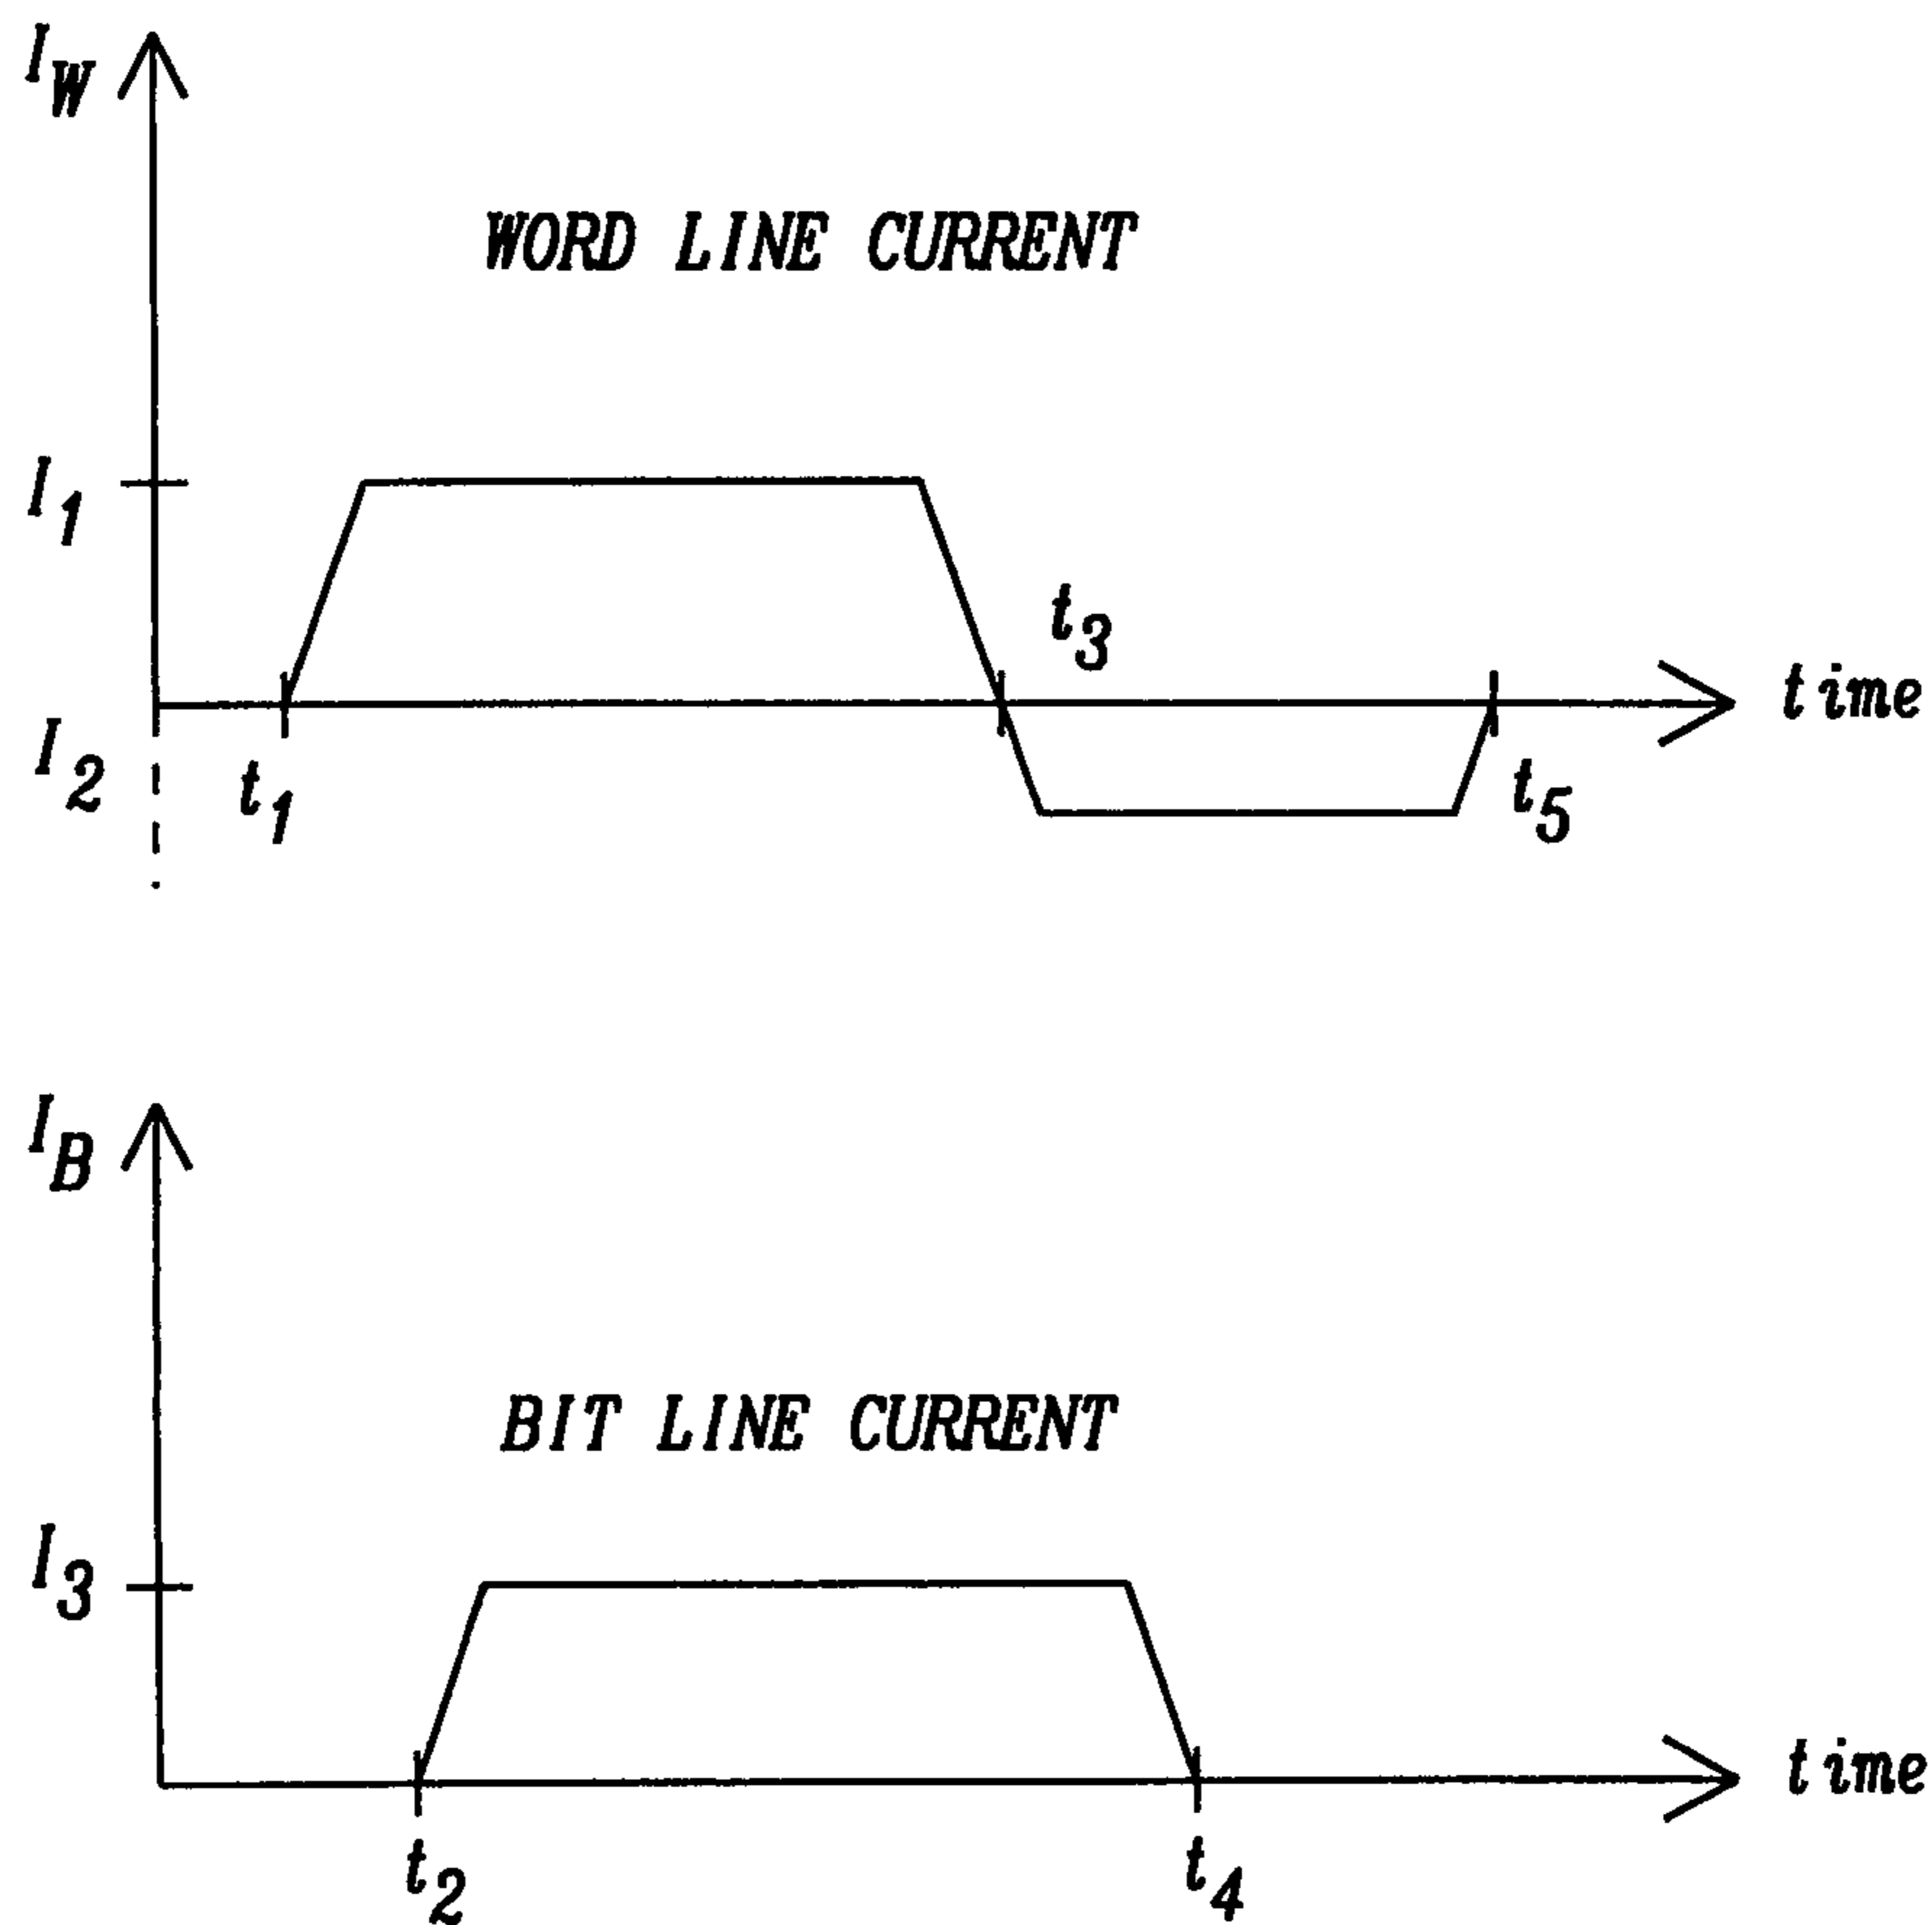 I_W
WORD LINE CURRENT
I_1
t_3
time
I_2
t_1
t_5
I_B
BIT LINE CURRENT
I_3
time
t_2
t_4